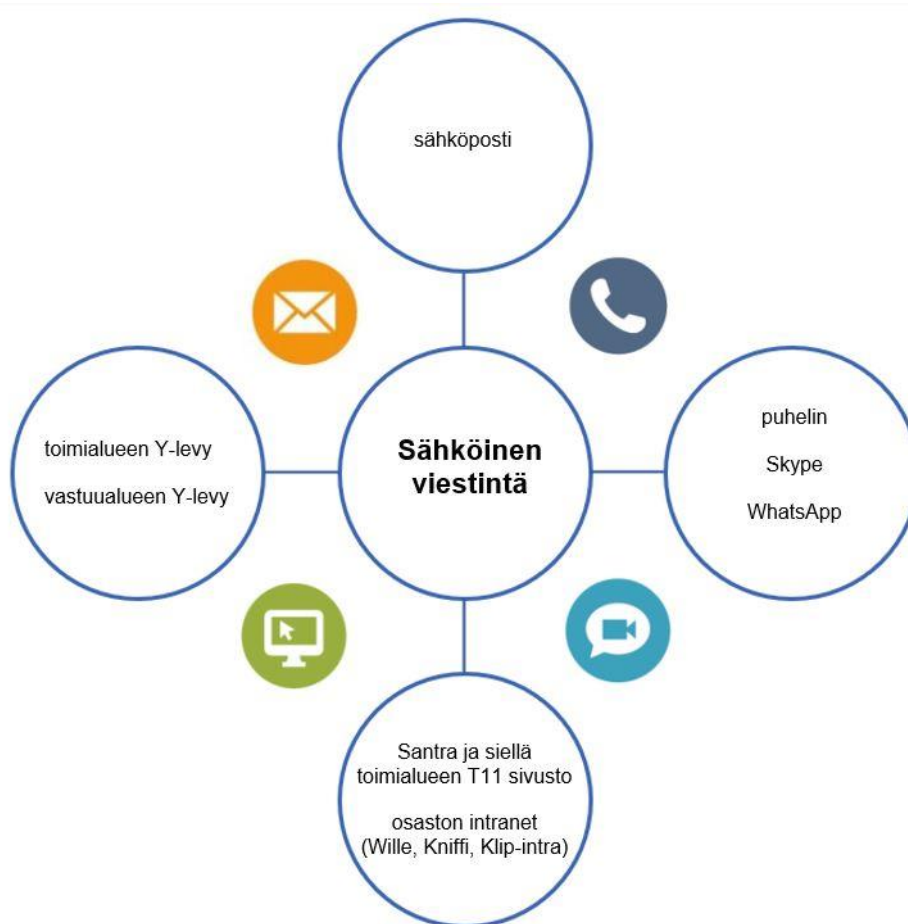 sähköposti
toimialueen Y-levy
vastuualueen Y-levy
Sähköinen
viestintä
puhelin
Skype
WhatsApp
Santra ja siellä
toimialueen T11 sivusto
osaston intranet
(Wille, Kniffi, Klip-intra)